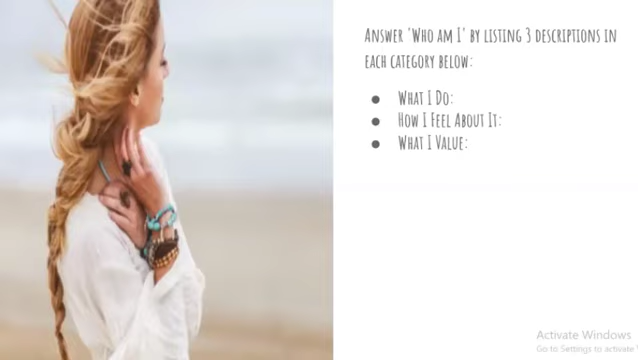 Answer 'Who am I' by listing 3 descriptions in
each category below:
● What I Do:
● How I Feel About It:
● What I Value:
Activate Windows
Go to Settings to activate